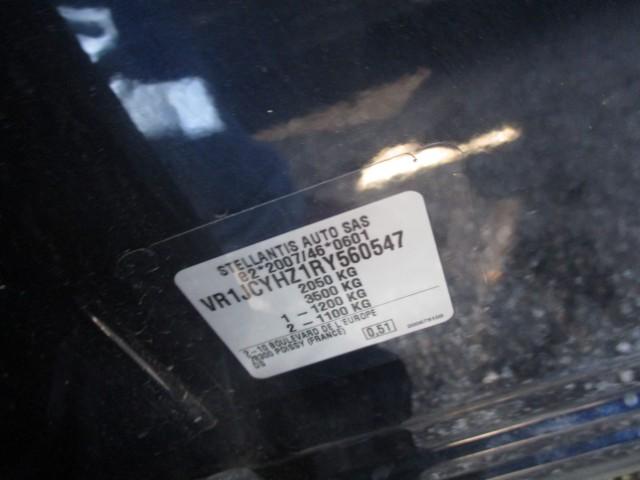 STELLANTIS AUTO SAS
e2*2007/46*0601
VR1JCYHZ1RY560547
2050 KG
3500 KG
1 – 1200 KG
2 – 1100 KG
2–10 BOULEVARD DE L'EUROPE
78300 POISSY (FRANCE)
DS
0.51